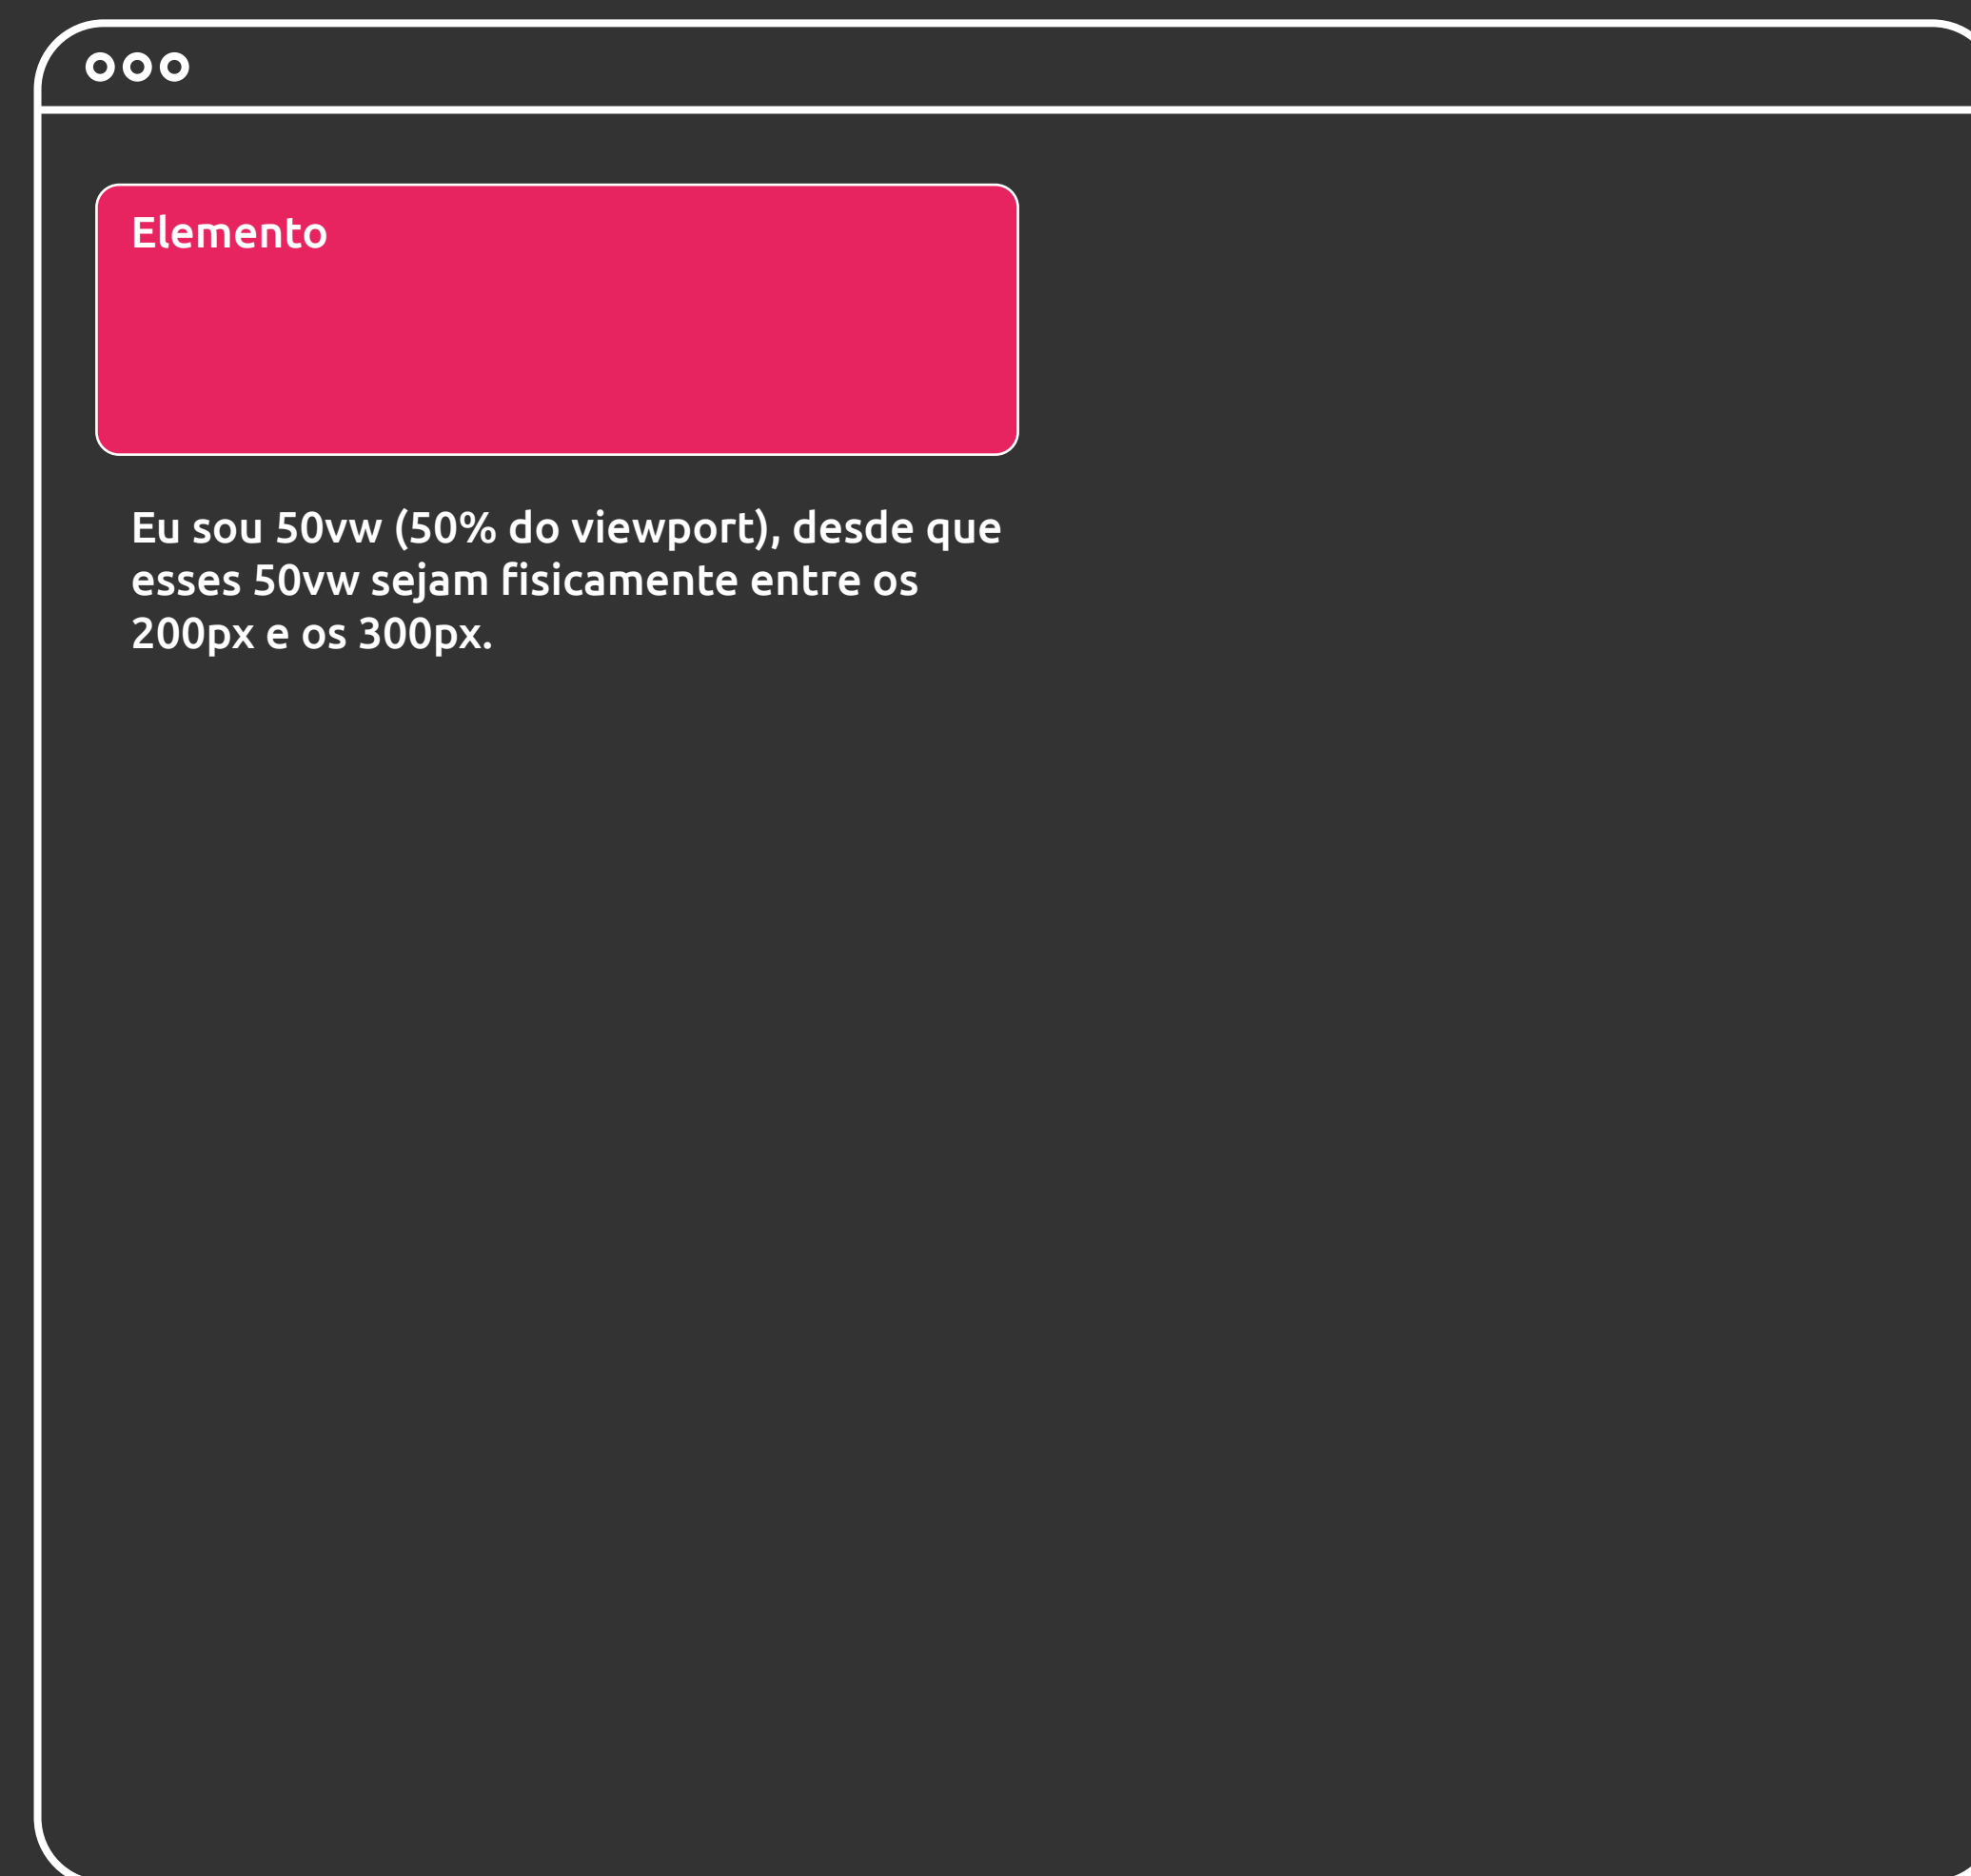 Elemento
Eu sou 50vw (50% do viewport), desde que
esses 50vw sejam fisicamente entre os
200px e os 300px.